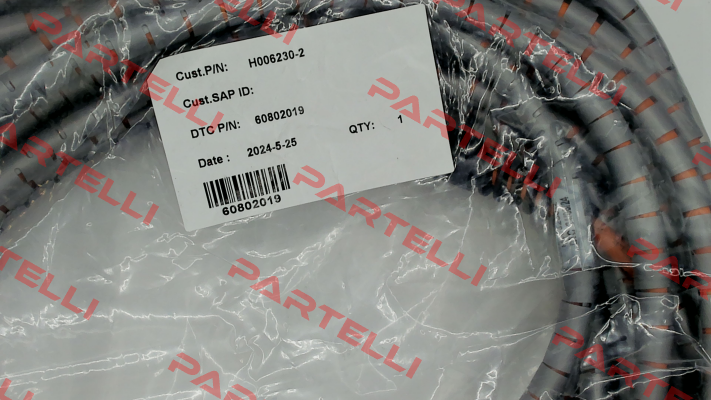 Cust.P/N: H006230-2
Cust.SAP ID:
DTC P/N: 60802019
QTY: 1
Date : 2024-5-25
60802019
PARTELLI
PARTELLI
PARTELLI
PARTELLI
PARTELLI
PARTELLI
PARTELLI
PARTELLI
PARTELLI